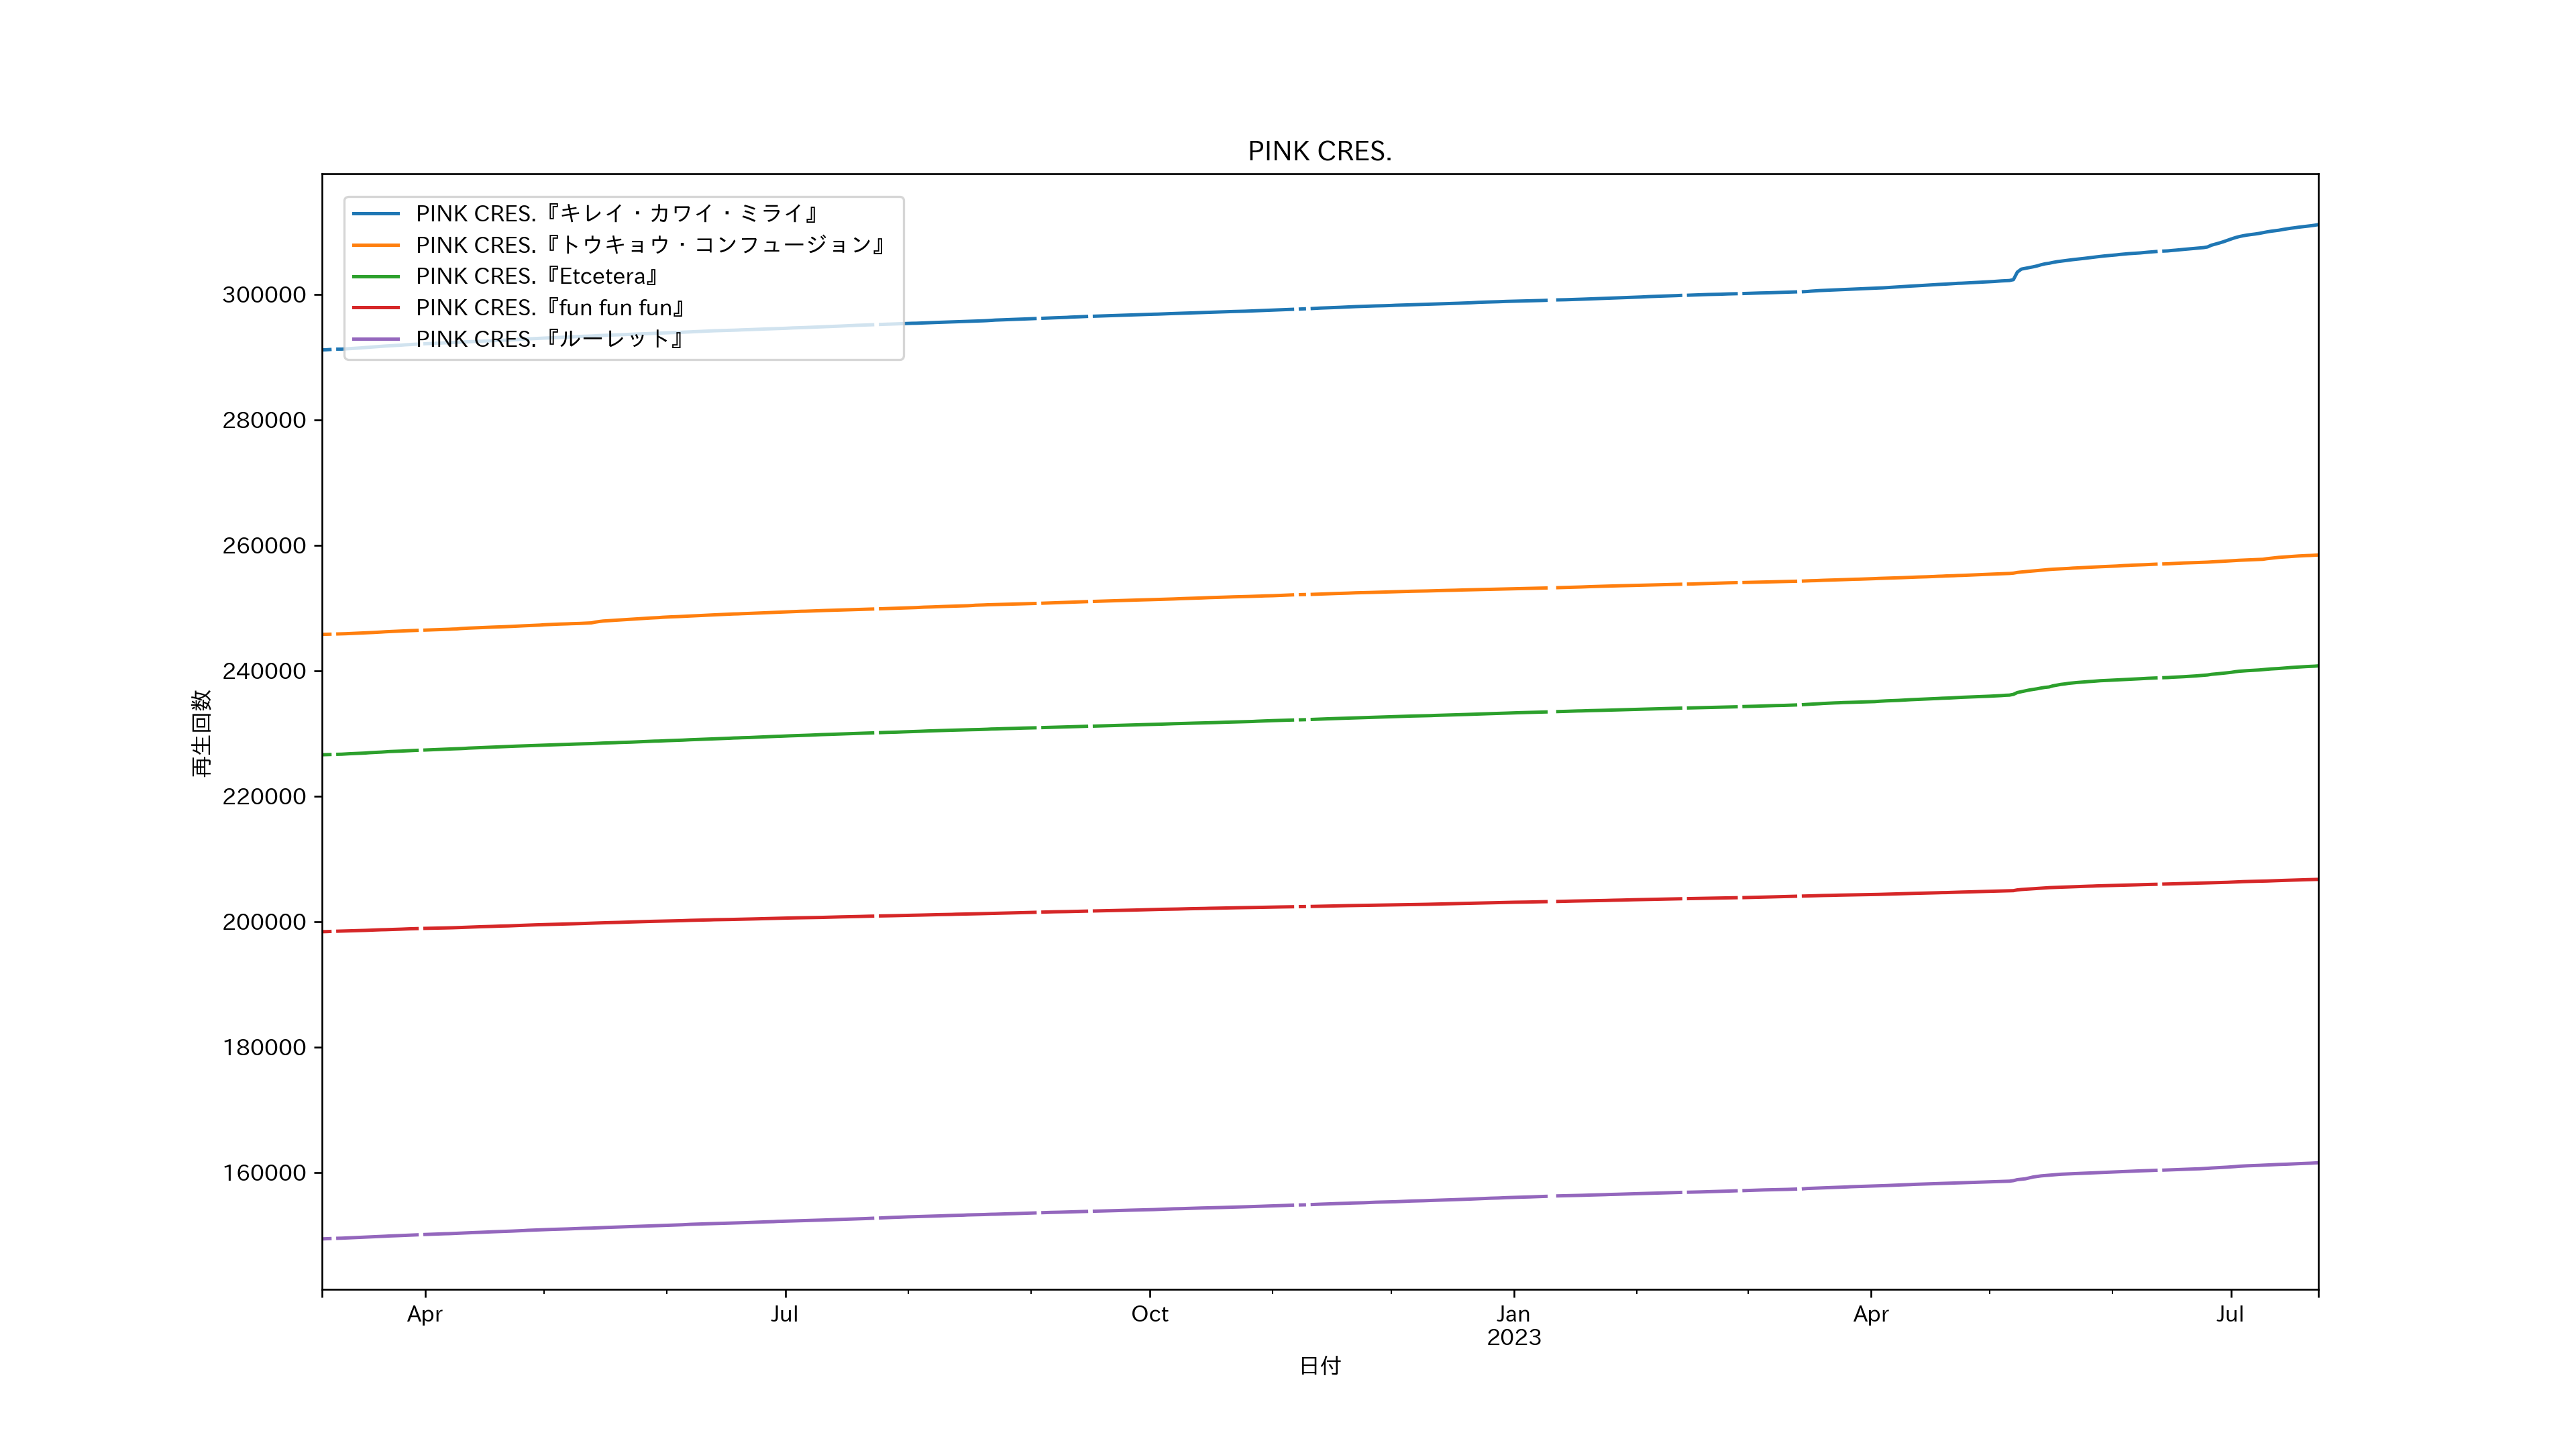 PINK CRES.
PINK CRES.『キレイ・カワイ・ミライ』
PINK CRES.『トウキョウ・コンフュージョン』
PINK CRES.『Etcetera』
PINK CRES.『fun fun fun』
PINK CRES.『ルーレット』
300000
280000
260000
240000
220000
200000
180000
160000
再生回数
Apr
Jul
Oct
Jan
2023
Apr
Jul
日付